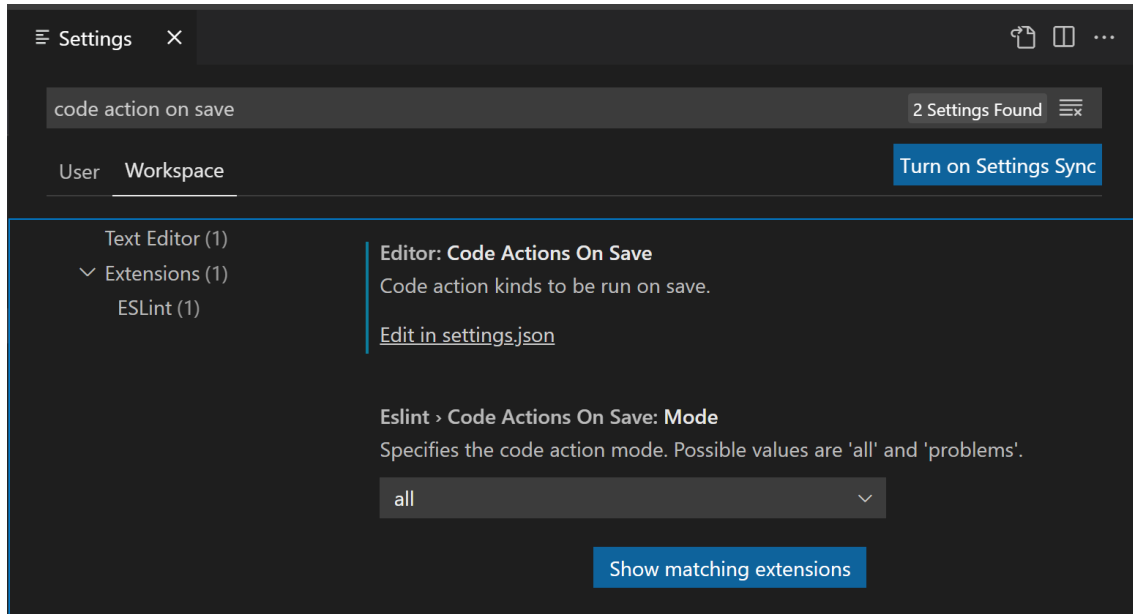 Settings
code action on save
2 Settings Found
User
Workspace
Turn on Settings Sync
Text Editor (1)
Extensions (1)
ESLint (1)
Editor: Code Actions On Save
Code action kinds to be run on save.
Edit in settings.json
Eslint › Code Actions On Save: Mode
Specifies the code action mode. Possible values are 'all' and 'problems'.
all
Show matching extensions